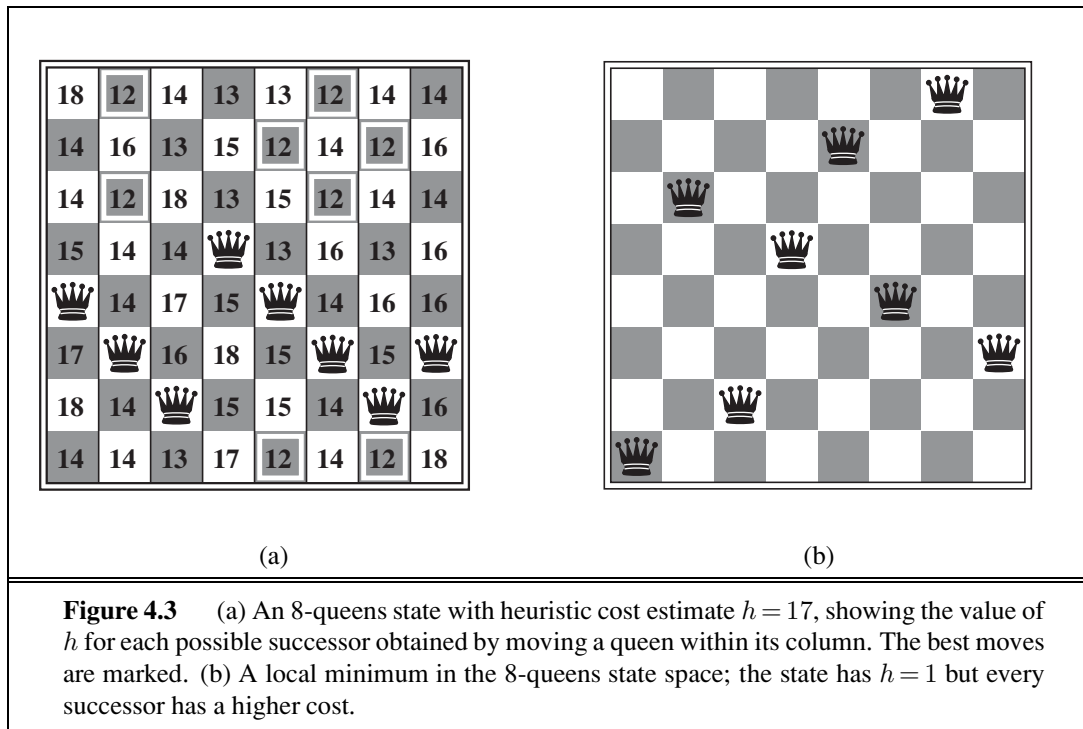 18 12 14 13 13 12 14 14
14 16 13 15 12 14 12 16
14 12 18 13 15 12 14 14
15 14 14 13 16 13 16
14 17 15 14 16 16
17 16 18 15 15
18 14 15 15 14 16
14 14 13 17 12 14 12 18
(a) (b)
Figure 4.3 (a) An 8-queens state with heuristic cost estimate h = 17, showing the value of
h for each possible successor obtained by moving a queen within its column. The best moves
are marked. (b) A local minimum in the 8-queens state space; the state has h = 1 but every
successor has a higher cost.